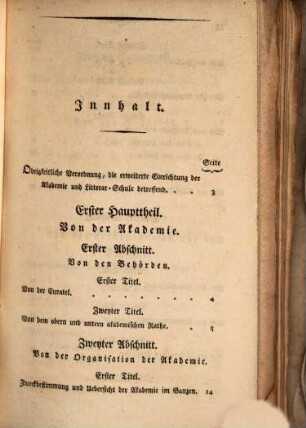 Innhalt.
Seite
Obrigkeitliche Verordnung, die erweiterte Einrichtung der
Akademie und Litterar-Schule betreffend. . . 3
Erster Haupttheil.
Von der Akademie.
Erster Abschnitt.
Von den Behörden.
Erster Titel.
Von der Curatel. . . . . . . 4
Zweyter Titel.
Von dem obern und untern akademischen Rathe. . 5
Zweyter Abschnitt.
Von der Organisation der Akademie.
Erster Titel.
Zweckbestimmung und Uebersicht der Akademie im Ganzen. 14